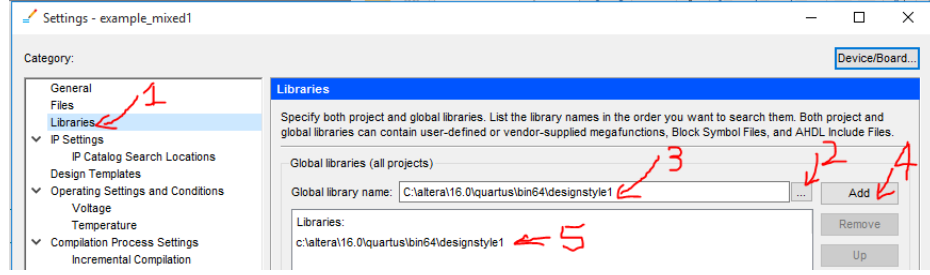 Settings - example_mixed1
Category:
Device/Board...
General
Files
Libraries
IP Settings
IP Catalog Search Locations
Design Templates
Operating Settings and Conditions
Voltage
Temperature
Compilation Process Settings
Incremental Compilation
1
Libraries
Specify both project and global libraries. List the library names in the order you want to search them. Both project and
global libraries can contain user-defined or vendor-supplied megafunctions, Block Symbol Files, and AHDL Include Files.
Global libraries (all projects)
3 2 4
Global library name: C:\altera\16.0\quartus\bin64\designstyle1 ... Add
Libraries:
c:\altera\16.0\quartus\bin64\designstyle1 5
Remove
Up